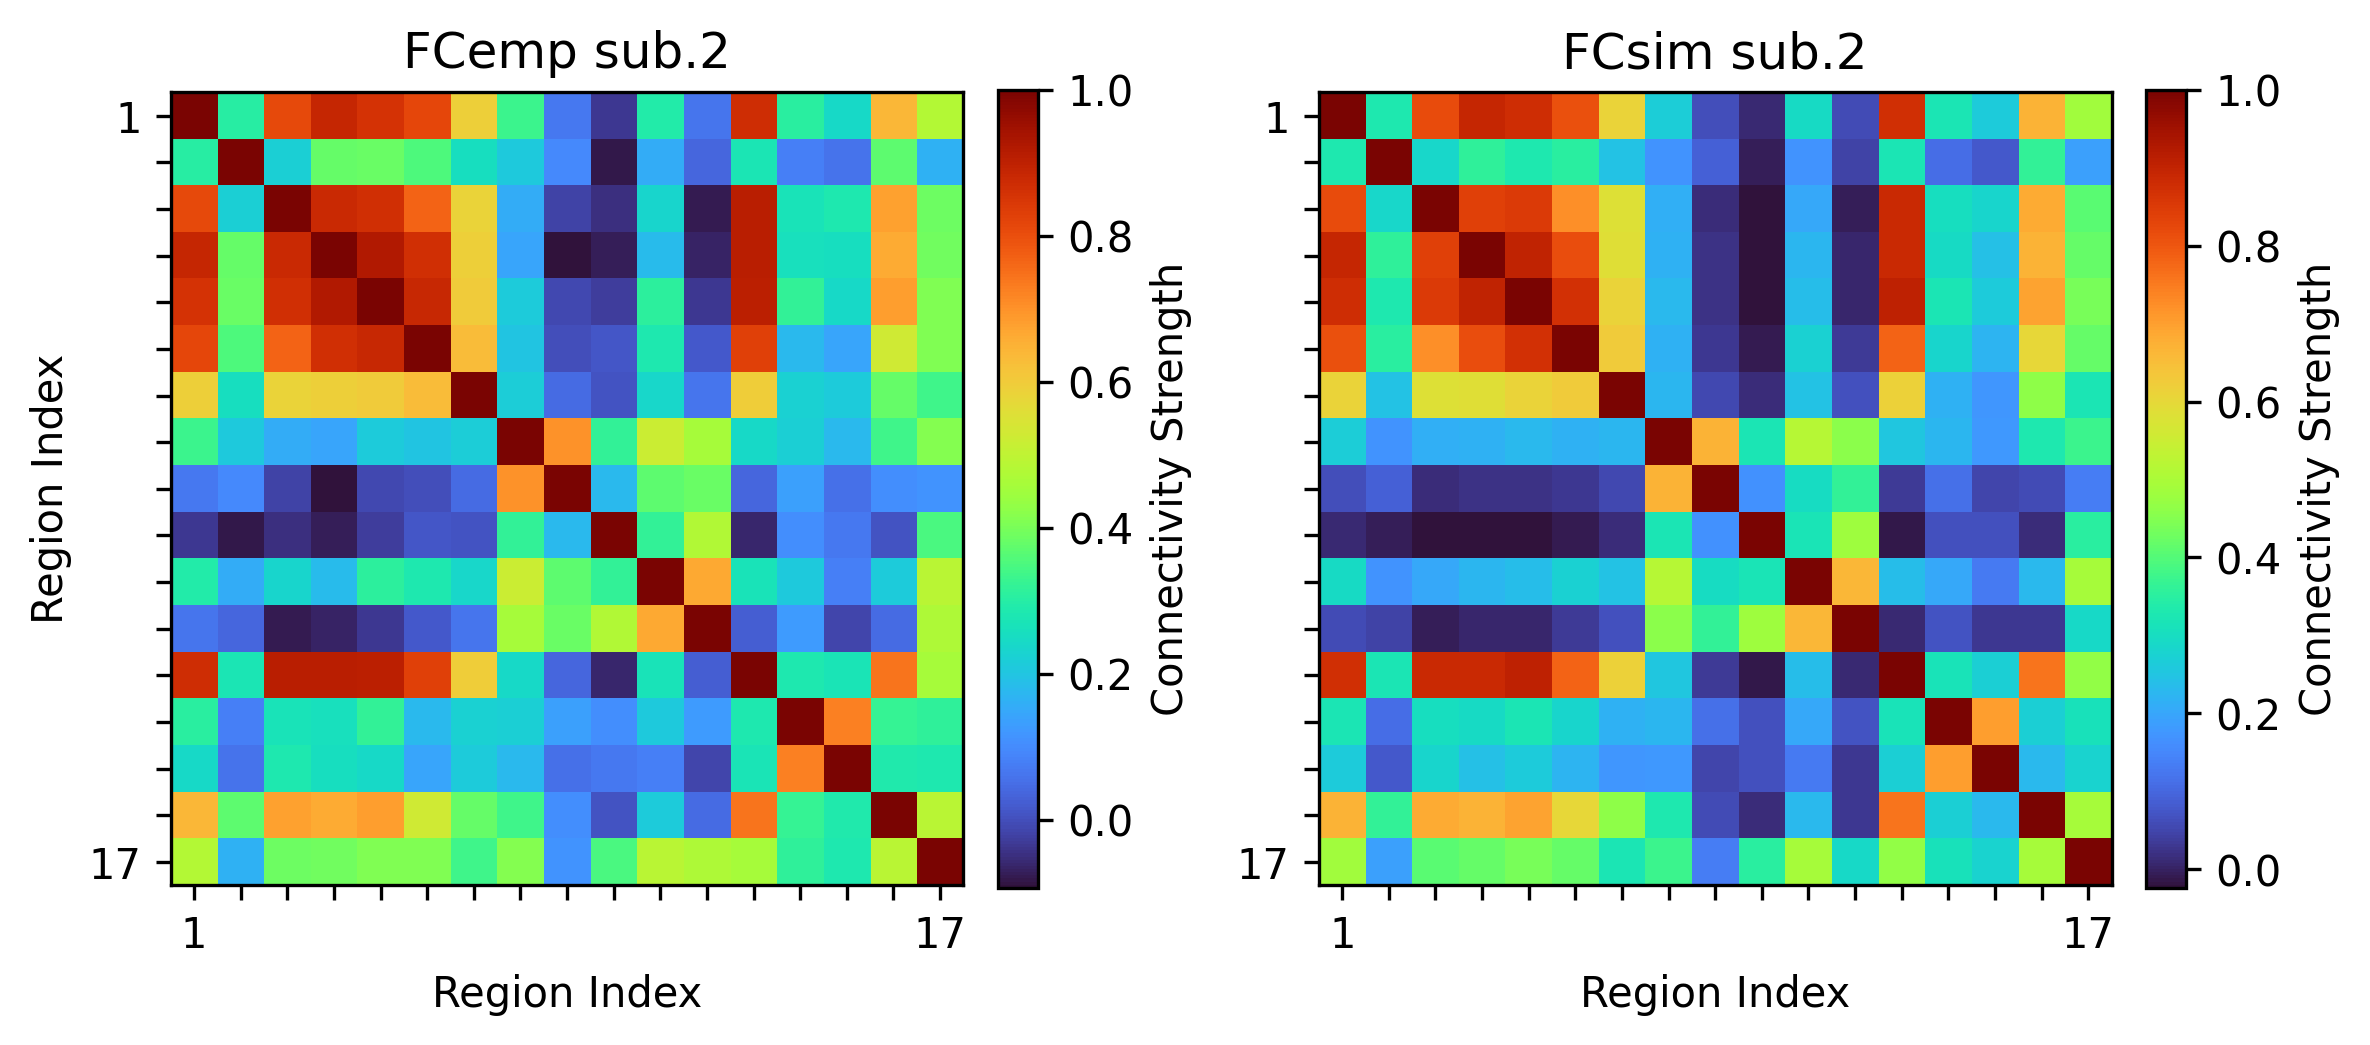 FCemp sub.2
1
17
Region Index
1
17
Region Index
1.0
0.8
0.6
0.4
0.2
0.0
Connectivity Strength
FCsim sub.2
1
17
1
17
Region Index
1.0
0.8
0.6
0.4
0.2
0.0
Connectivity Strength